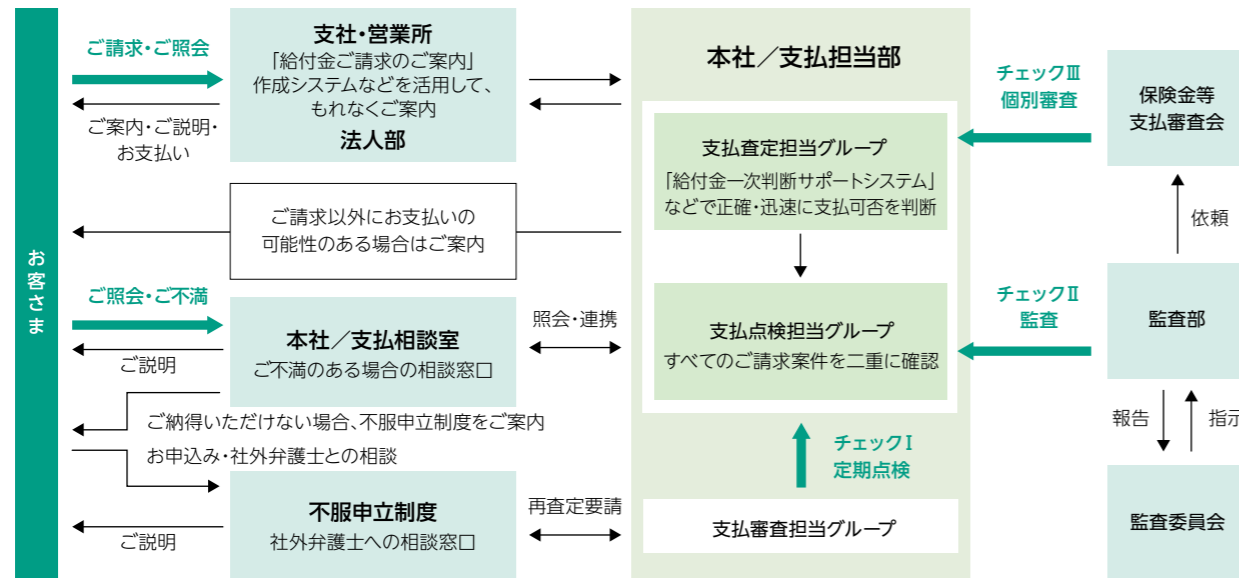 お客さま
ご請求・ご照会
ご案内・ご説明・
お支払い
支社・営業所
「給付金ご請求のご案内」
作成システムなどを活用して、
もれなくご案内
法人部
ご請求以外にお支払いの
可能性のある場合はご案内
ご照会・ご不満
ご説明
本社／支払相談室
ご不満のある場合の相談窓口
照会・連携
ご納得いただけない場合、不服申立制度をご案内
お申込み・社外弁護士との相談
ご説明
不服申立制度
社外弁護士への相談窓口
再査定要請
本社／支払担当部
支払査定担当グループ
「給付金一次判断サポートシステム」
などで正確・迅速に支払可否を判断
支払点検担当グループ
すべてのご請求案件を二重に確認
チェックⅠ
定期点検
支払審査担当グループ
チェックⅢ
個別審査
保険金等
支払審査会
依頼
チェックⅡ
監査
監査部
報告
指示
監査委員会